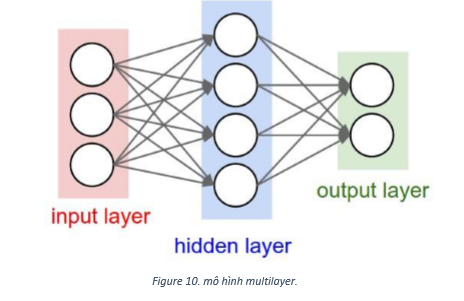 input layer
hidden layer
output layer
Figure 10. mô hình multilayer.